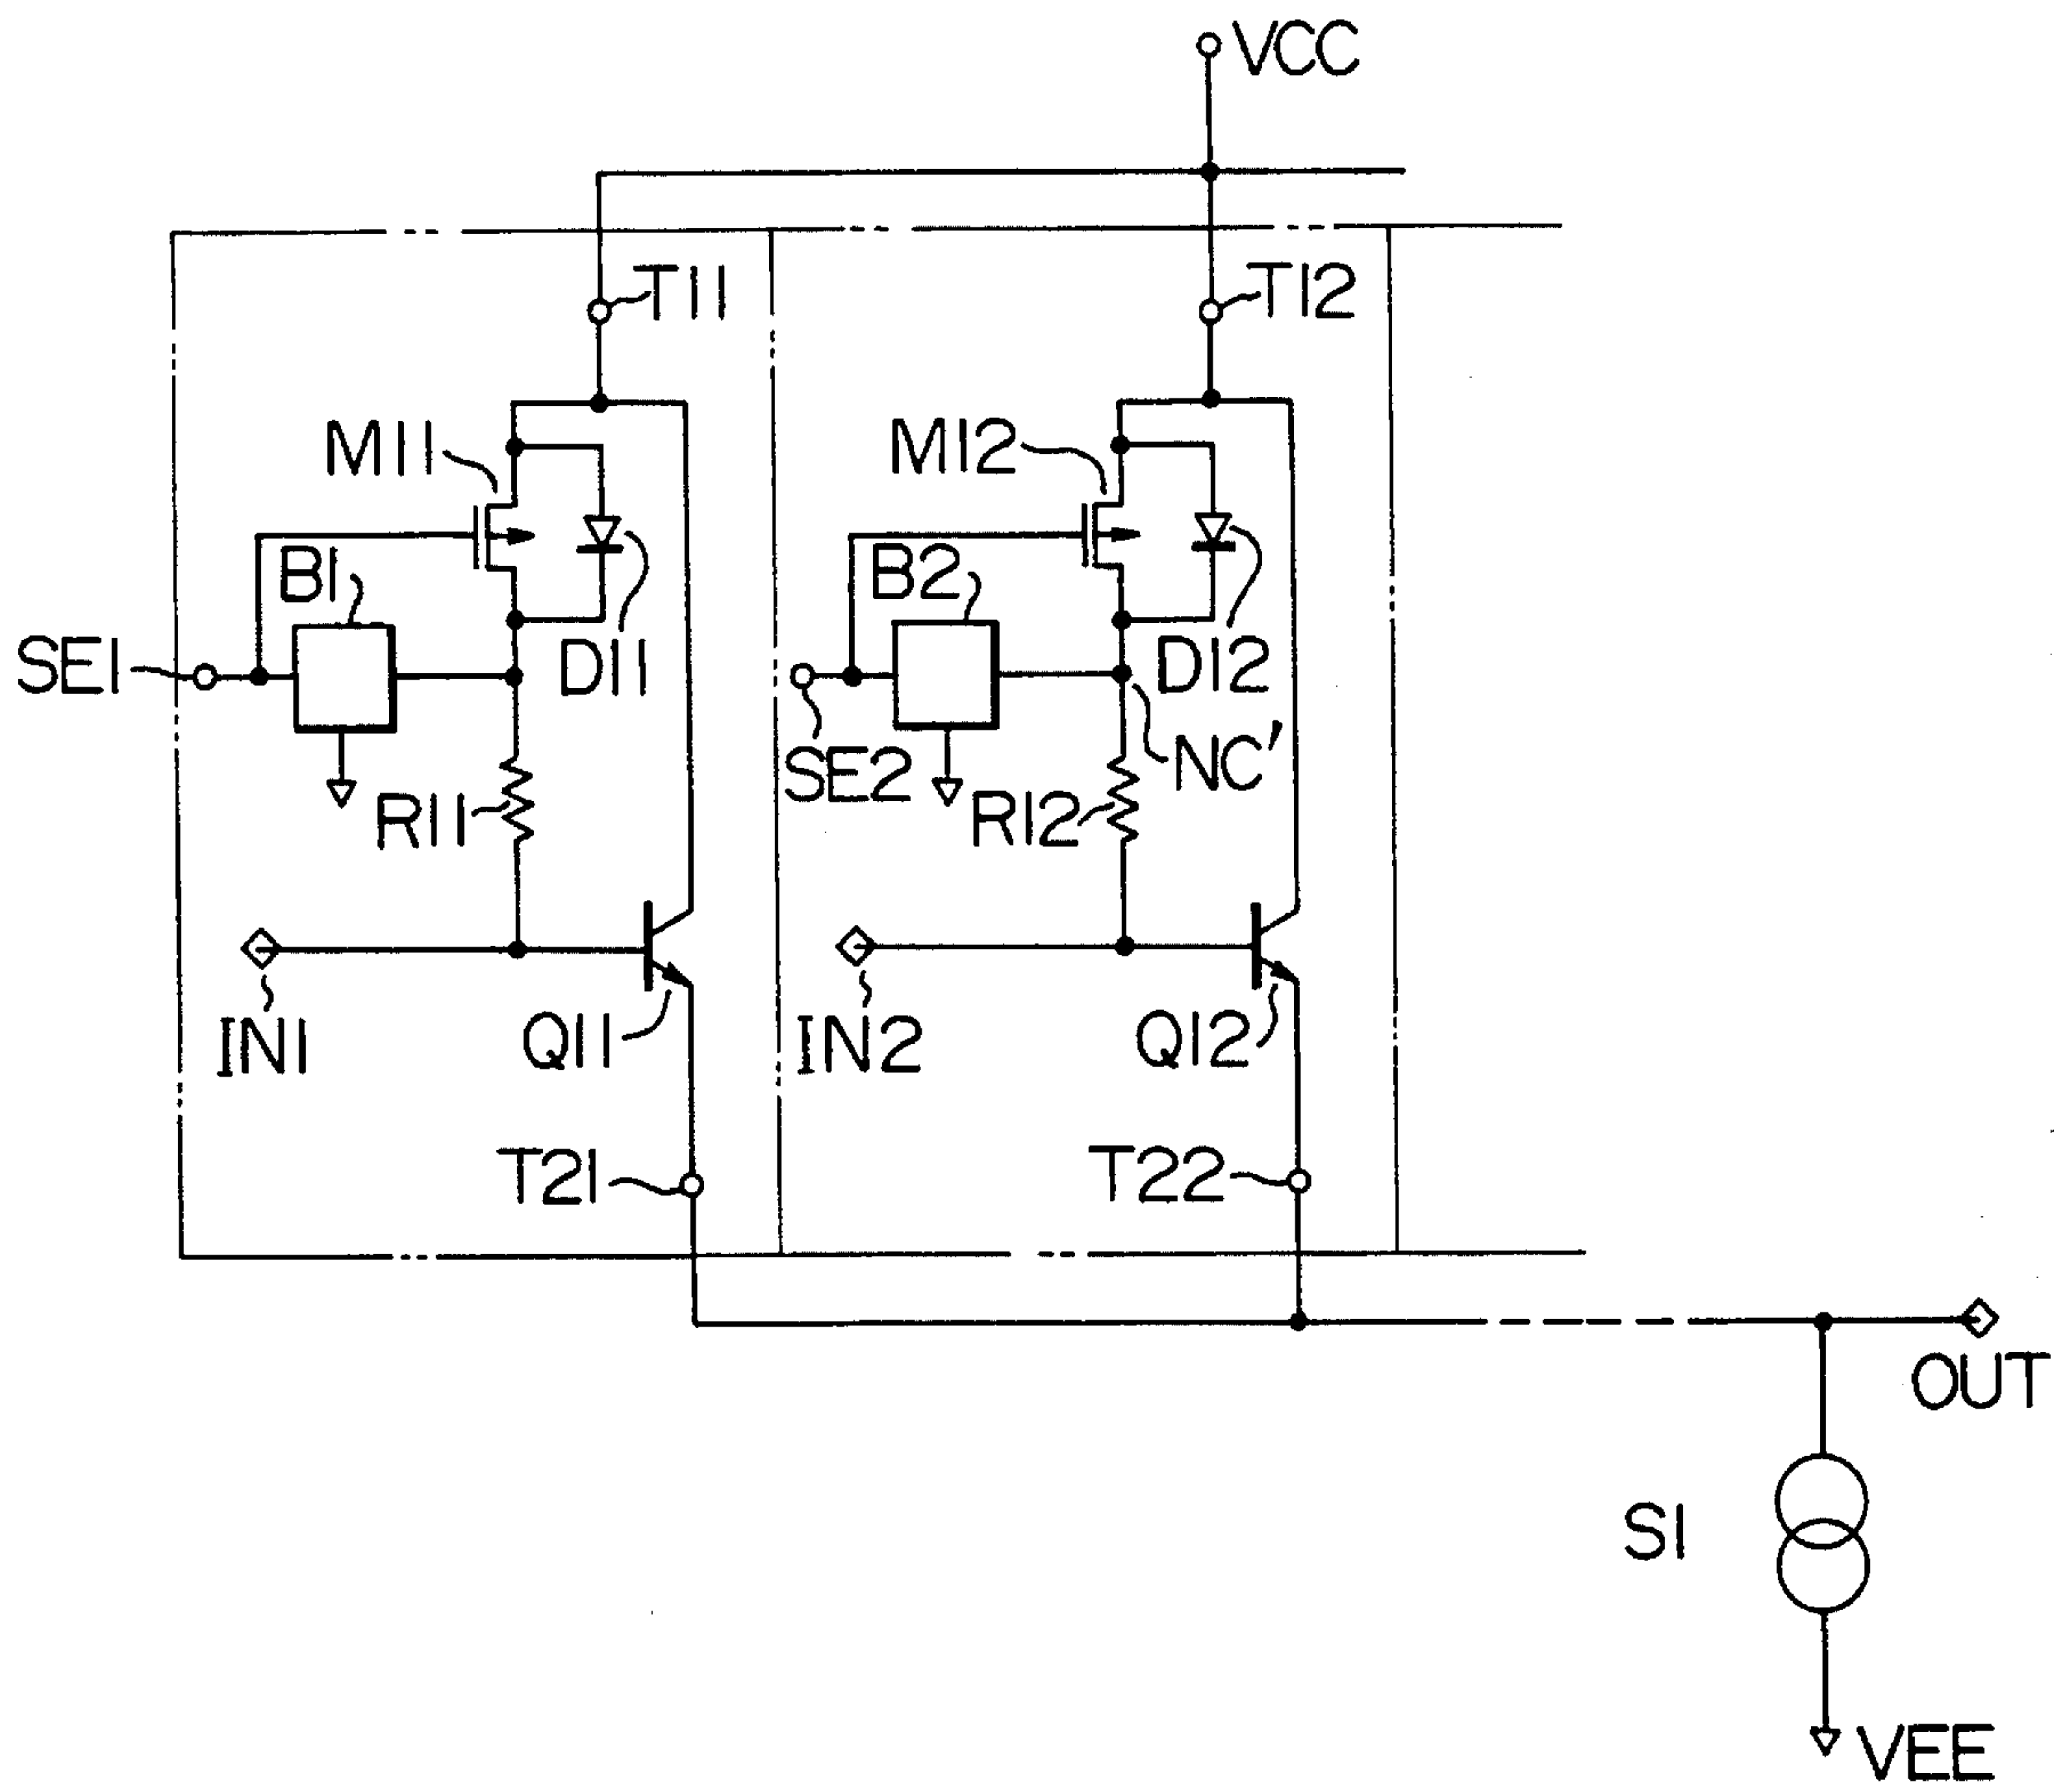 VCC
T11
T12
M11
M12
B1
B2
SE1
D11
D12
SE2
NC'
R11
R12
IN1
Q11
IN2
Q12
T21
T22
OUT
S1
VEE